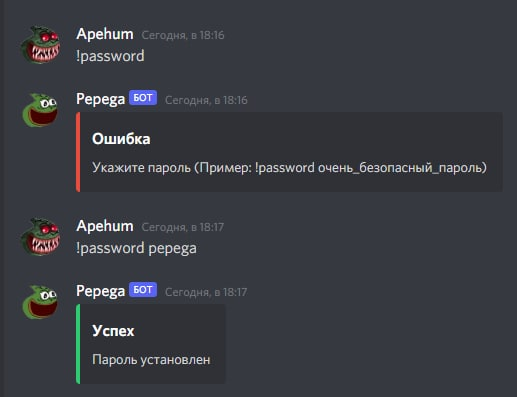 Apehum Сегодня, в 18:16
!password
Pepega БОТ Сегодня, в 18:16
Ошибка
Укажите пароль (Пример: !password очень_безопасный_пароль)
Apehum Сегодня, в 18:17
!password pepega
Pepega БОТ Сегодня, в 18:17
Успех
Пароль установлен